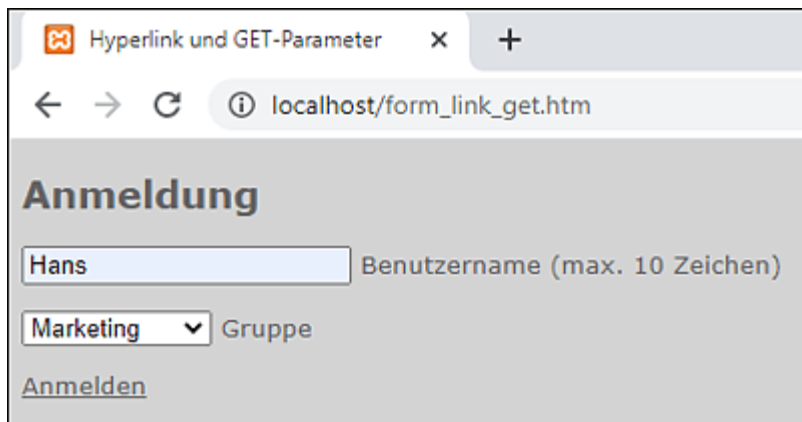 Hyperlink und GET-Parameter
localhost/form_link_get.htm
Anmeldung
Hans Benutzername (max. 10 Zeichen)
Marketing Gruppe
Anmelden